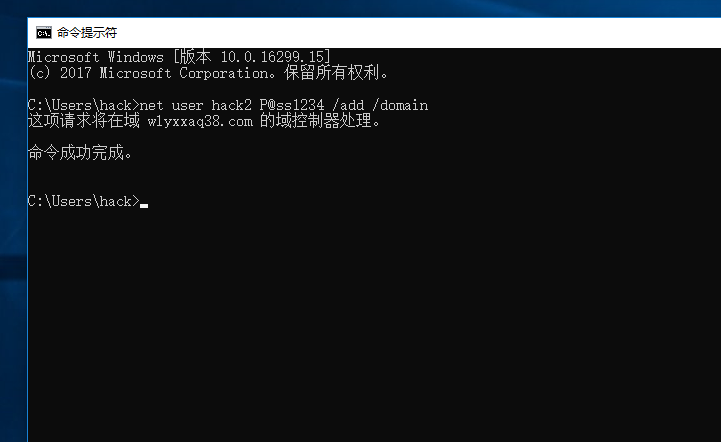 命令提示符
Microsoft Windows [版本 10.0.16299.15]
(c) 2017 Microsoft Corporation。保留所有权利。
C:\Users\hack>net user hack2 P@ss1234 /add /domain
这项请求将在域 wlyxxaq38.com 的域控制器处理。
命令成功完成。
C:\Users\hack>